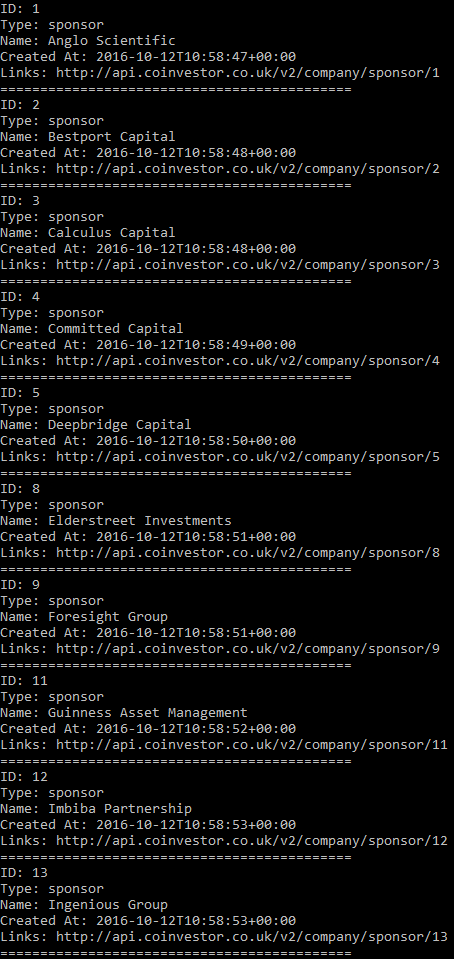 ID: 1
Type: sponsor
Name: Anglo Scientific
Created At: 2016-10-12T10:58:47+00:00
Links: http://api.coinvestor.co.uk/v2/company/sponsor/1
============================================
ID: 2
Type: sponsor
Name: Bestport Capital
Created At: 2016-10-12T10:58:48+00:00
Links: http://api.coinvestor.co.uk/v2/company/sponsor/2
============================================
ID: 3
Type: sponsor
Name: Calculus Capital
Created At: 2016-10-12T10:58:48+00:00
Links: http://api.coinvestor.co.uk/v2/company/sponsor/3
============================================
ID: 4
Type: sponsor
Name: Committed Capital
Created At: 2016-10-12T10:58:49+00:00
Links: http://api.coinvestor.co.uk/v2/company/sponsor/4
============================================
ID: 5
Type: sponsor
Name: Deepbridge Capital
Created At: 2016-10-12T10:58:50+00:00
Links: http://api.coinvestor.co.uk/v2/company/sponsor/5
============================================
ID: 8
Type: sponsor
Name: Elderstreet Investments
Created At: 2016-10-12T10:58:51+00:00
Links: http://api.coinvestor.co.uk/v2/company/sponsor/8
============================================
ID: 9
Type: sponsor
Name: Foresight Group
Created At: 2016-10-12T10:58:51+00:00
Links: http://api.coinvestor.co.uk/v2/company/sponsor/9
============================================
ID: 11
Type: sponsor
Name: Guinness Asset Management
Created At: 2016-10-12T10:58:52+00:00
Links: http://api.coinvestor.co.uk/v2/company/sponsor/11
============================================
ID: 12
Type: sponsor
Name: Imbiba Partnership
Created At: 2016-10-12T10:58:53+00:00
Links: http://api.coinvestor.co.uk/v2/company/sponsor/12
============================================
ID: 13
Type: sponsor
Name: Ingenious Group
Created At: 2016-10-12T10:58:53+00:00
Links: http://api.coinvestor.co.uk/v2/company/sponsor/13
============================================